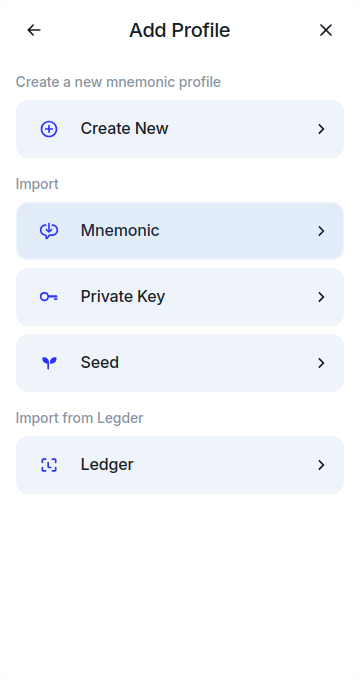 Add Profile
Create a new mnemonic profile
Create New
Import
Mnemonic
Private Key
Seed
Import from Legder
Ledger